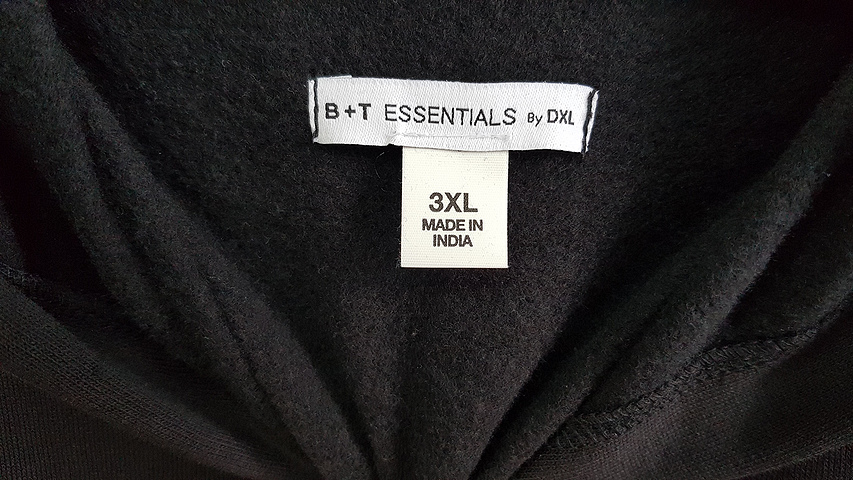 B+T ESSENTIALS By DXL
3XL
MADE IN
INDIA